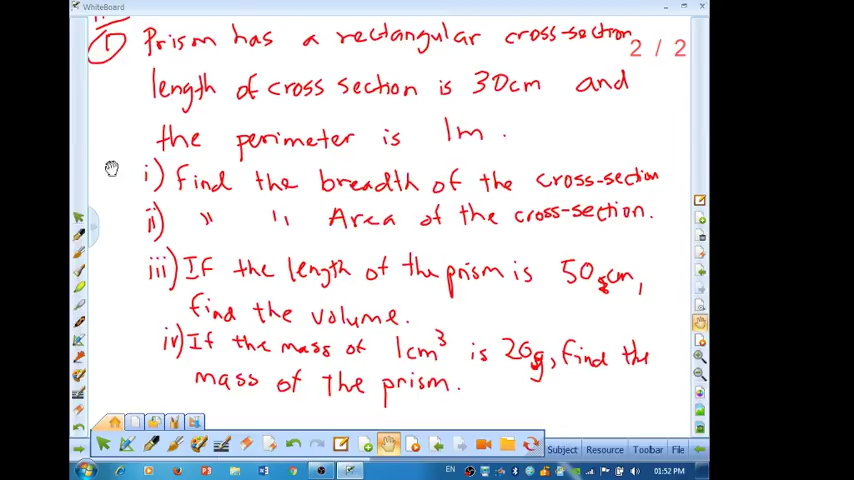 WhiteBoard
① Prism has a rectangular cross-section
2 / 2
length of cross section is 30cm and
the perimeter is 1m.
i) Find the breadth of the cross-section
ii) " " Area of the cross-section.
iii) If the length of the prism is 50cm,
find the volume.
iv) If the mass of 1cm³ is 20g, find the
mass of the prism.
Subject Resource Toolbar File
EN 01:52 PM